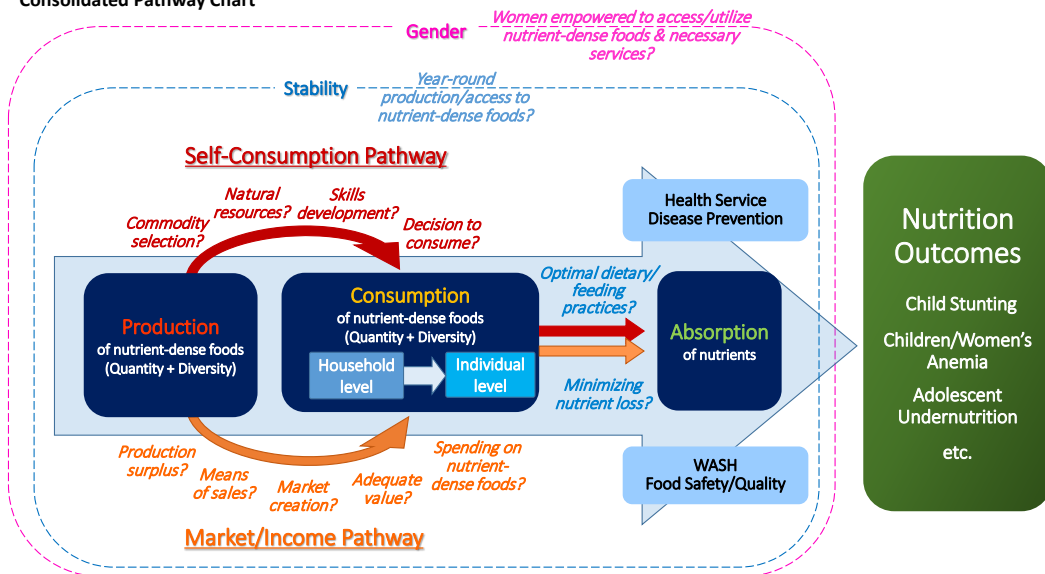 Consolidated Pathway Chart
Gender
Women empowered to access/utilize
nutrient-dense foods & necessary
services?
Stability
Year-round
production/access to
nutrient-dense foods?
Self-Consumption Pathway
Commodity
selection?
Natural
resources?
Skills
development?
Decision to
consume?
Health Service
Disease Prevention
Production
of nutrient-dense foods
(Quantity + Diversity)
Consumption
of nutrient-dense foods
(Quantity + Diversity)
Household
level
Individual
level
Optimal dietary/
feeding
practices?
Minimizing
nutrient loss?
Absorption
of nutrients
Production
surplus?
Means
of sales?
Market
creation?
Adequate
value?
Spending on
nutrient-
dense foods?
Market/Income Pathway
WASH
Food Safety/Quality
Nutrition
Outcomes
Child Stunting
Children/Women's
Anemia
Adolescent
Undernutrition
etc.